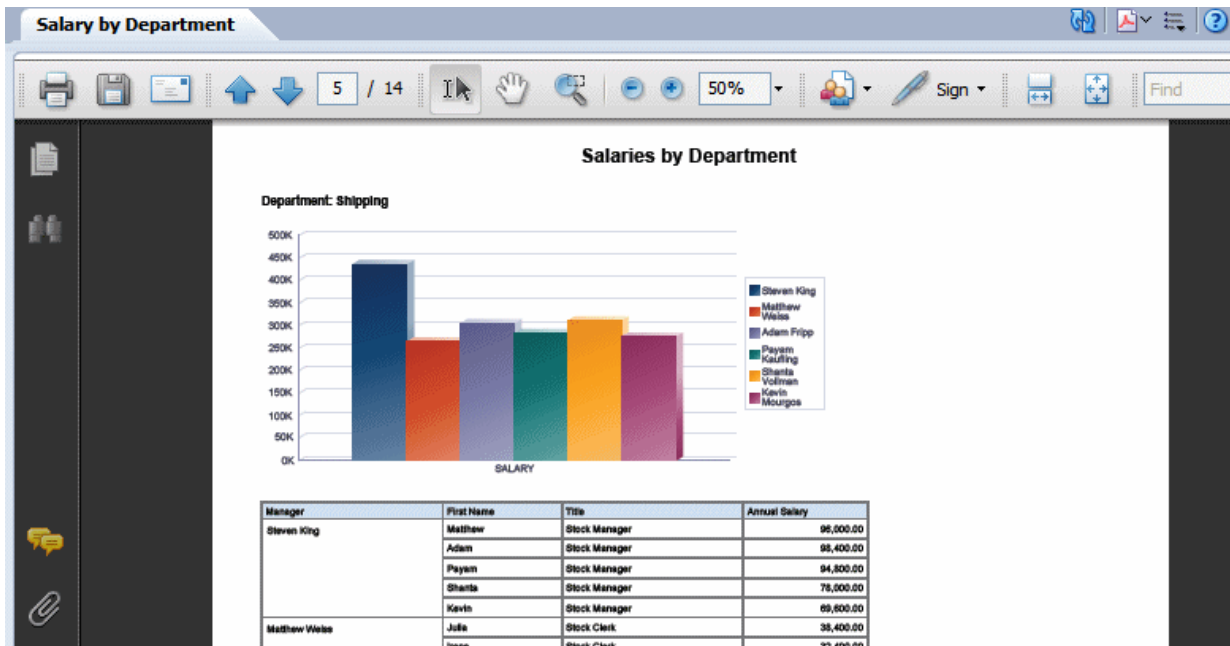 Salary by Department
5 / 14
50%
Sign
Find
Salaries by Department
Department: Shipping
500K
450K
400K
350K
300K
250K
200K
150K
100K
50K
0K
SALARY
Steven King
Matthew
Weiss
Adam Fripp
Payam
Kaufling
Shanta
Vollman
Kevin
Mourgos
Manager First Name Title Annual Salary
Steven King Matthew Stock Manager 96,000.00
Adam Stock Manager 98,400.00
Payam Stock Manager 94,800.00
Shanta Stock Manager 78,000.00
Kevin Stock Manager 69,600.00
Matthew Weiss Julia Stock Clerk 38,400.00
Stock Clerk